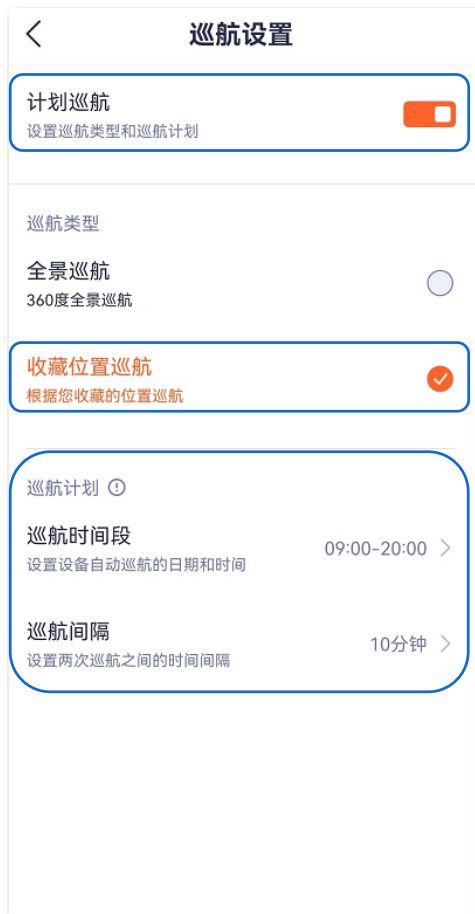 巡航设置
计划巡航
设置巡航类型和巡航计划
巡航类型
全景巡航
360度全景巡航
收藏位置巡航
根据您收藏的位置巡航
巡航计划
巡航时间段
09:00-20:00
设置设备自动巡航的日期和时间
巡航间隔
10分钟
设置两次巡航之间的时间间隔